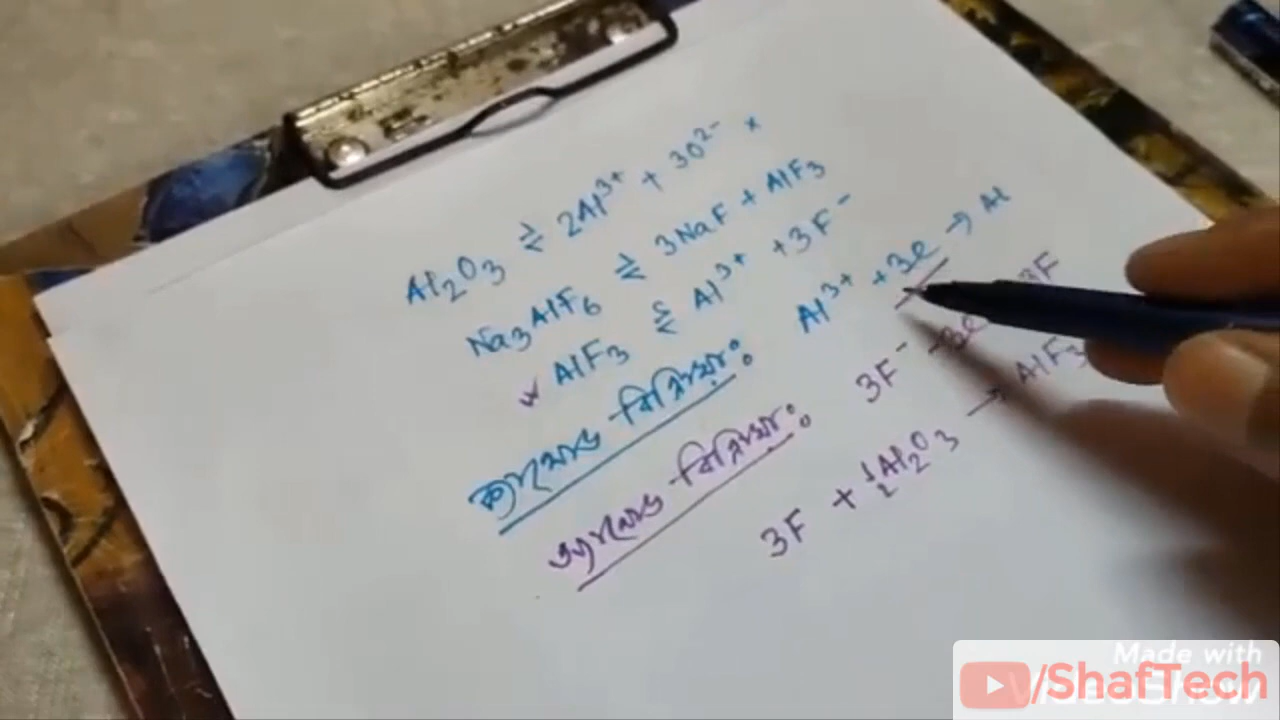 Al₂O₃ ⇌ 2Al³⁺ + 3O²⁻ ×
Na₃AlF₆ ⇌ 3NaF + AlF₃
AlF₃ ⇌ Al³⁺ + 3F⁻
ক্যাথোড বিক্রিয়া: Al³⁺ + 3e → Al
অ্যানোড বিক্রিয়া: 3F⁻ - 3e 3F
3F + ½Al₂O₃ → AlF₃
Made with
/ShafTech